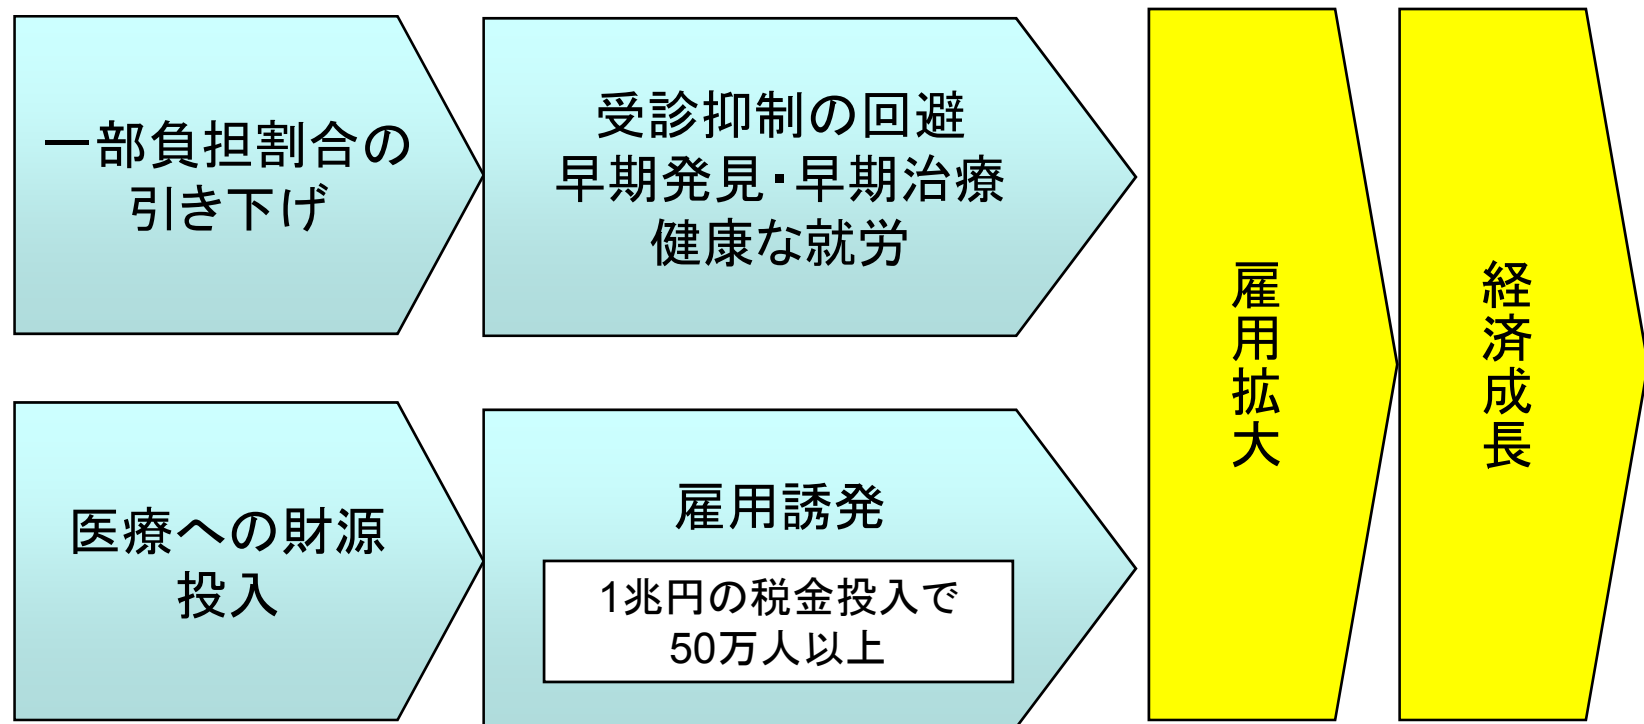 一部負担割合の
引き下げ
受診抑制の回避
早期発見・早期治療
健康な就労
医療への財源
投入
雇用誘発
1兆円の税金投入で
50万人以上
雇用拡大
経済成長